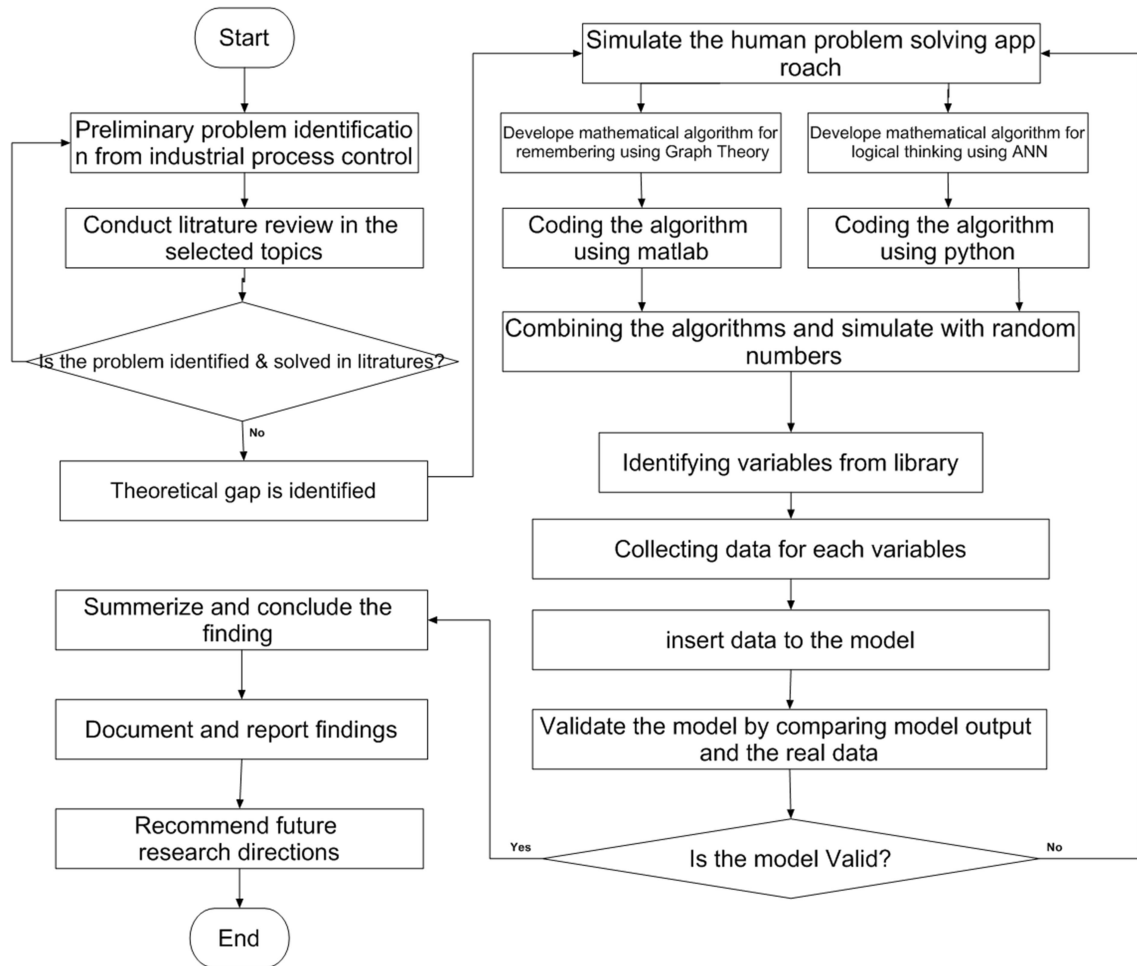 Start
Preliminary problem identificatio
n from industrial process control
Conduct litrature review in the
selected topics
Is the problem identified & solved in litratures?
No
Theoretical gap is identified
Simulate the human problem solving app
roach
Develope mathematical algorithm for
remembering using Graph Theory
Develope mathematical algorithm for
logical thinking using ANN
Coding the algorithm
using matlab
Coding the algorithm
using python
Combining the algorithms and simulate with random
numbers
Identifying variables from library
Collecting data for each variables
insert data to the model
Validate the model by comparing model output
and the real data
Is the model Valid?
Yes
No
Summerize and conclude the
finding
Document and report findings
Recommend future
research directions
End